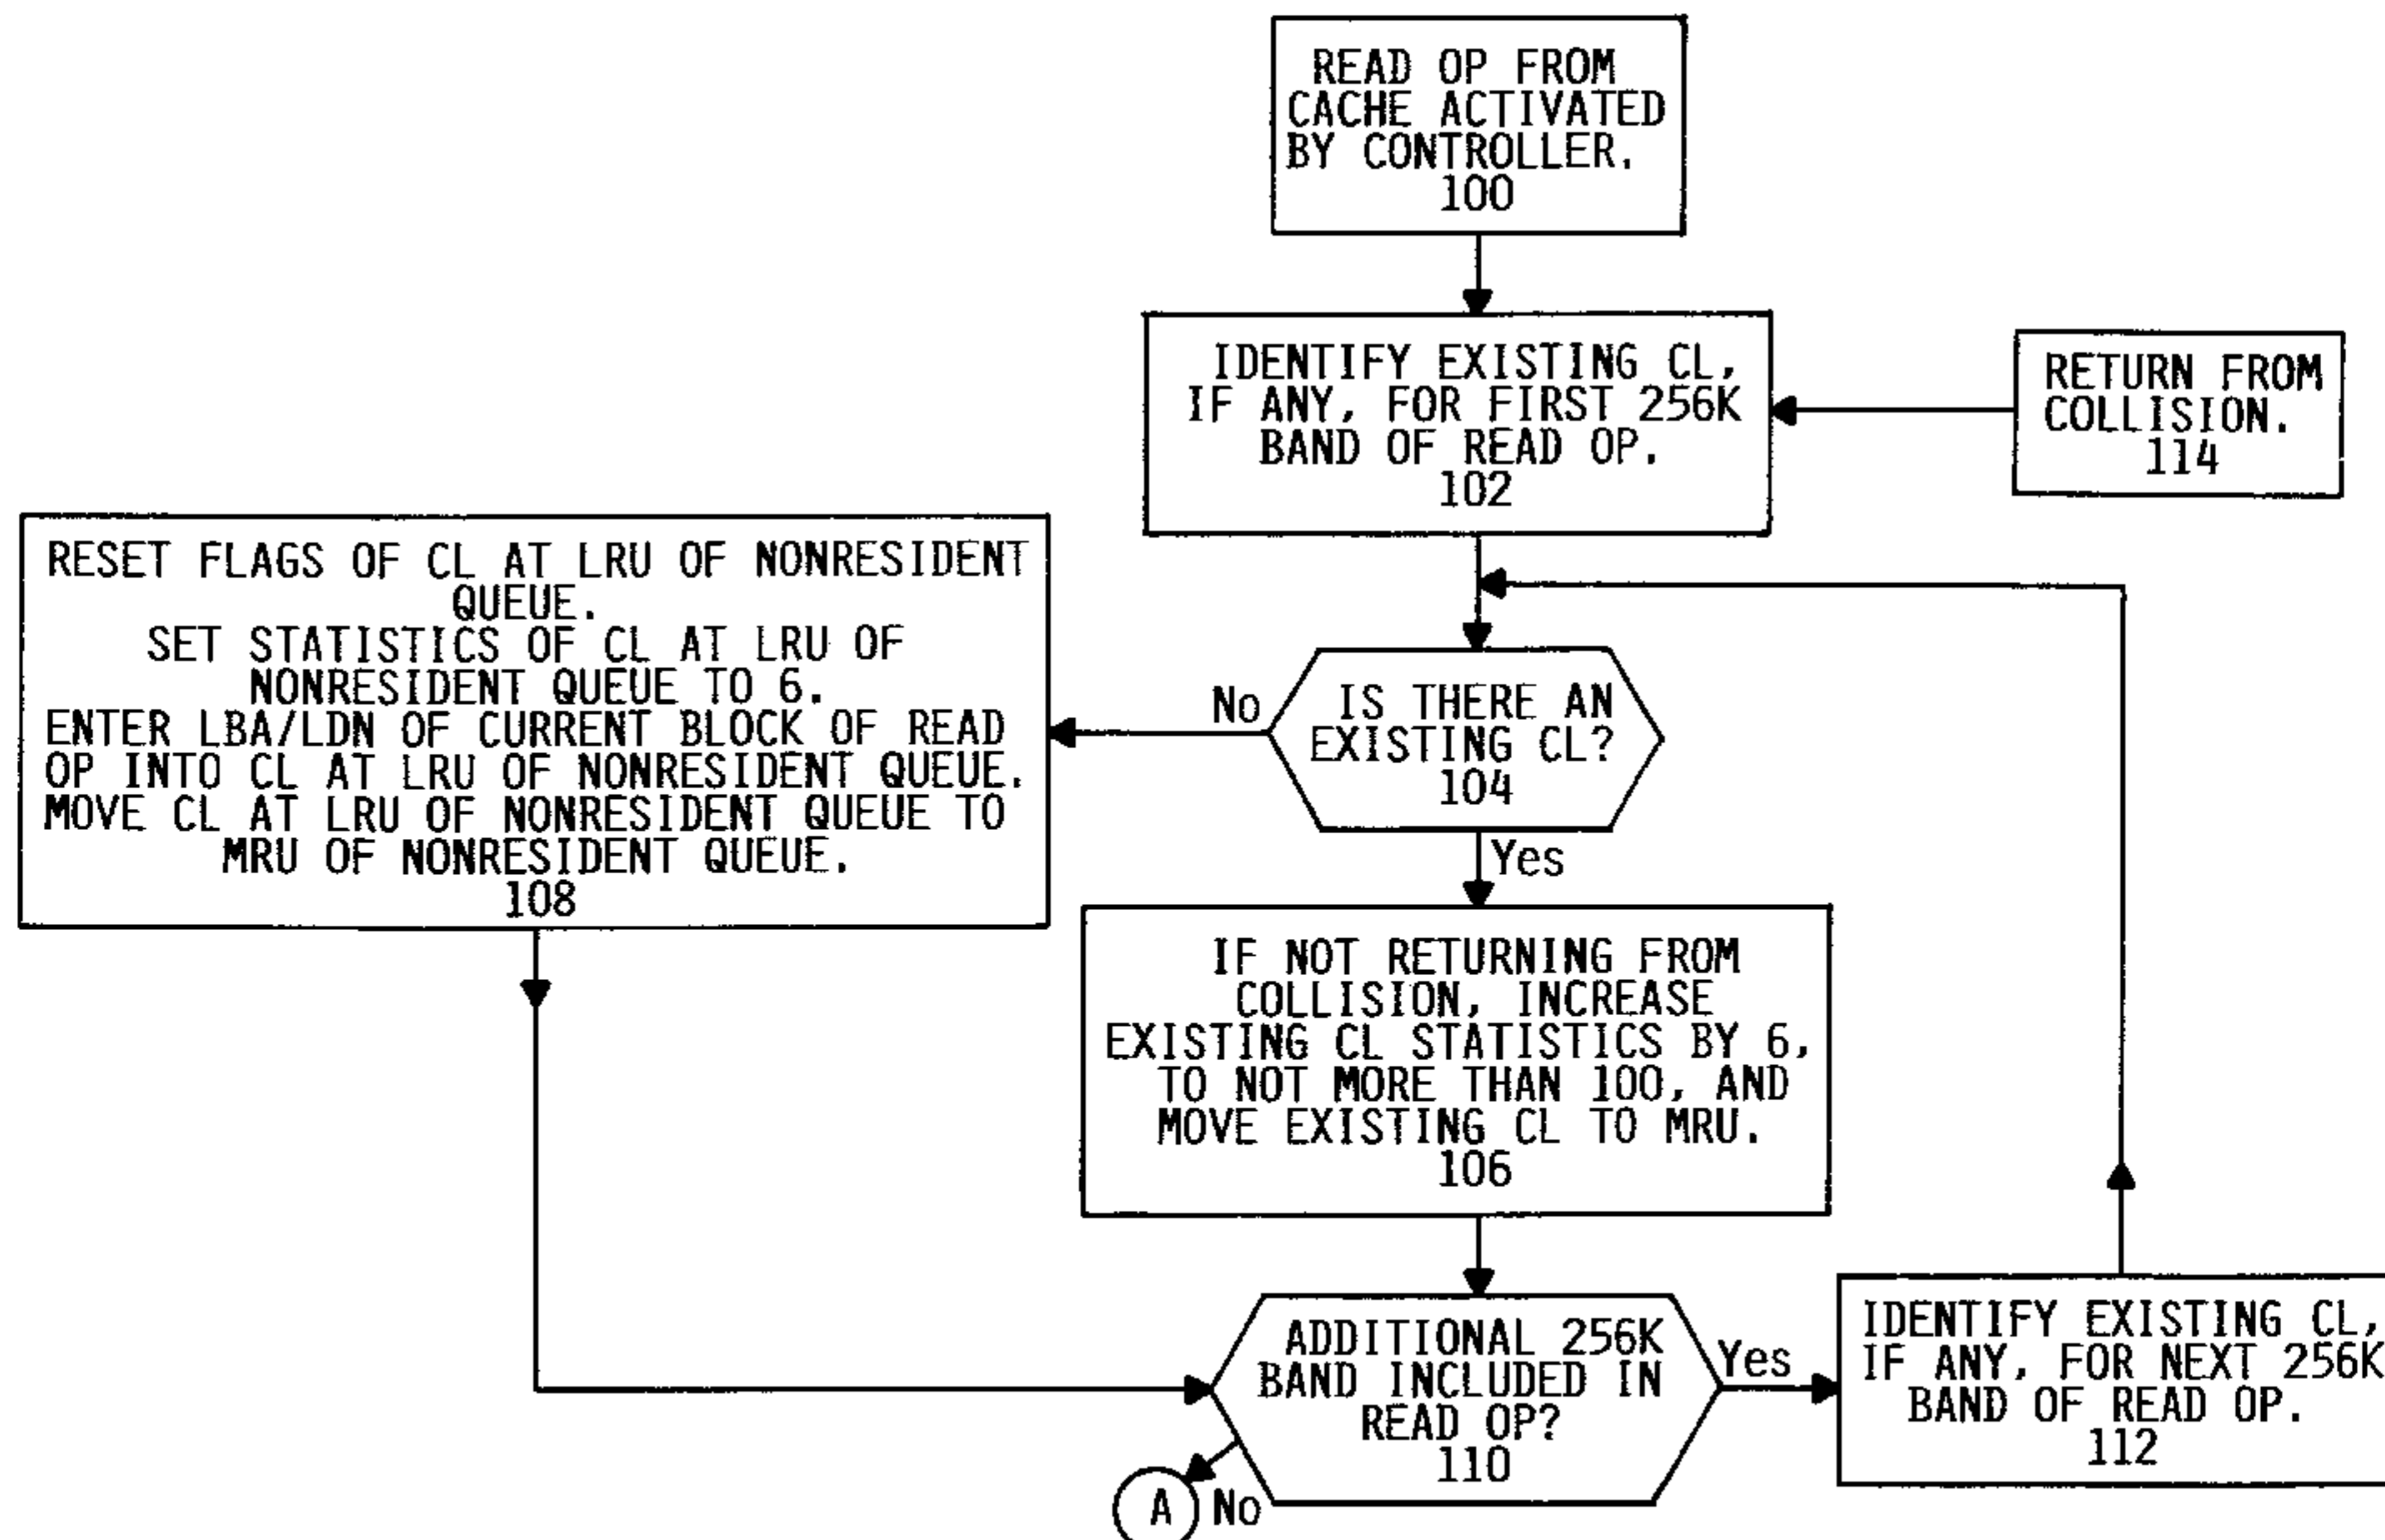 READ OP FROM
CACHE ACTIVATED
BY CONTROLLER.
100
IDENTIFY EXISTING CL,
IF ANY, FOR FIRST 256K
BAND OF READ OP.
102
RETURN FROM
COLLISION.
114
RESET FLAGS OF CL AT LRU OF NONRESIDENT
QUEUE.
SET STATISTICS OF CL AT LRU OF
NONRESIDENT QUEUE TO 6.
ENTER LBA/LDN OF CURRENT BLOCK OF READ
OP INTO CL AT LRU OF NONRESIDENT QUEUE.
MOVE CL AT LRU OF NONRESIDENT QUEUE TO
MRU OF NONRESIDENT QUEUE.
108
No
IS THERE AN
EXISTING CL?
104
Yes
IF NOT RETURNING FROM
COLLISION, INCREASE
EXISTING CL STATISTICS BY 6,
TO NOT MORE THAN 100, AND
MOVE EXISTING CL TO MRU.
106
ADDITIONAL 256K
BAND INCLUDED IN
READ OP?
110
Yes
IDENTIFY EXISTING CL,
IF ANY, FOR NEXT 256K
BAND OF READ OP.
112
A
No